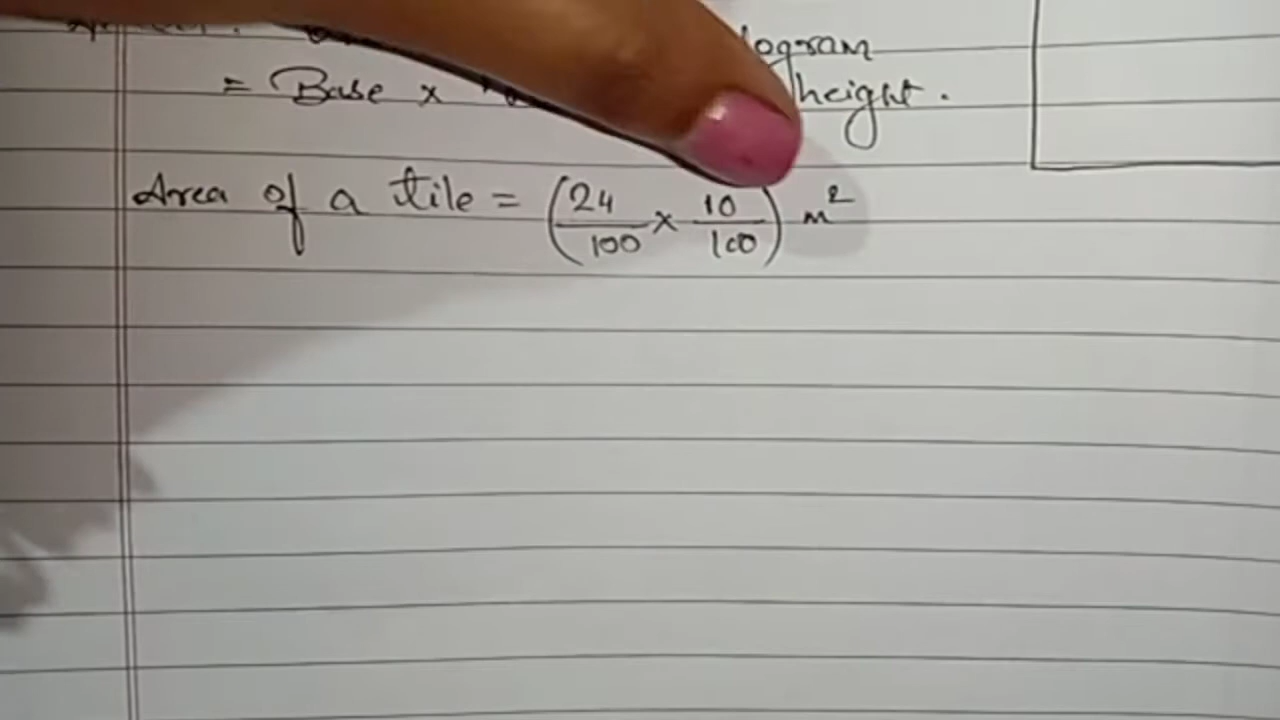 logram
= Base × height.
Area of a tile = (24/100 × 10/100) m²